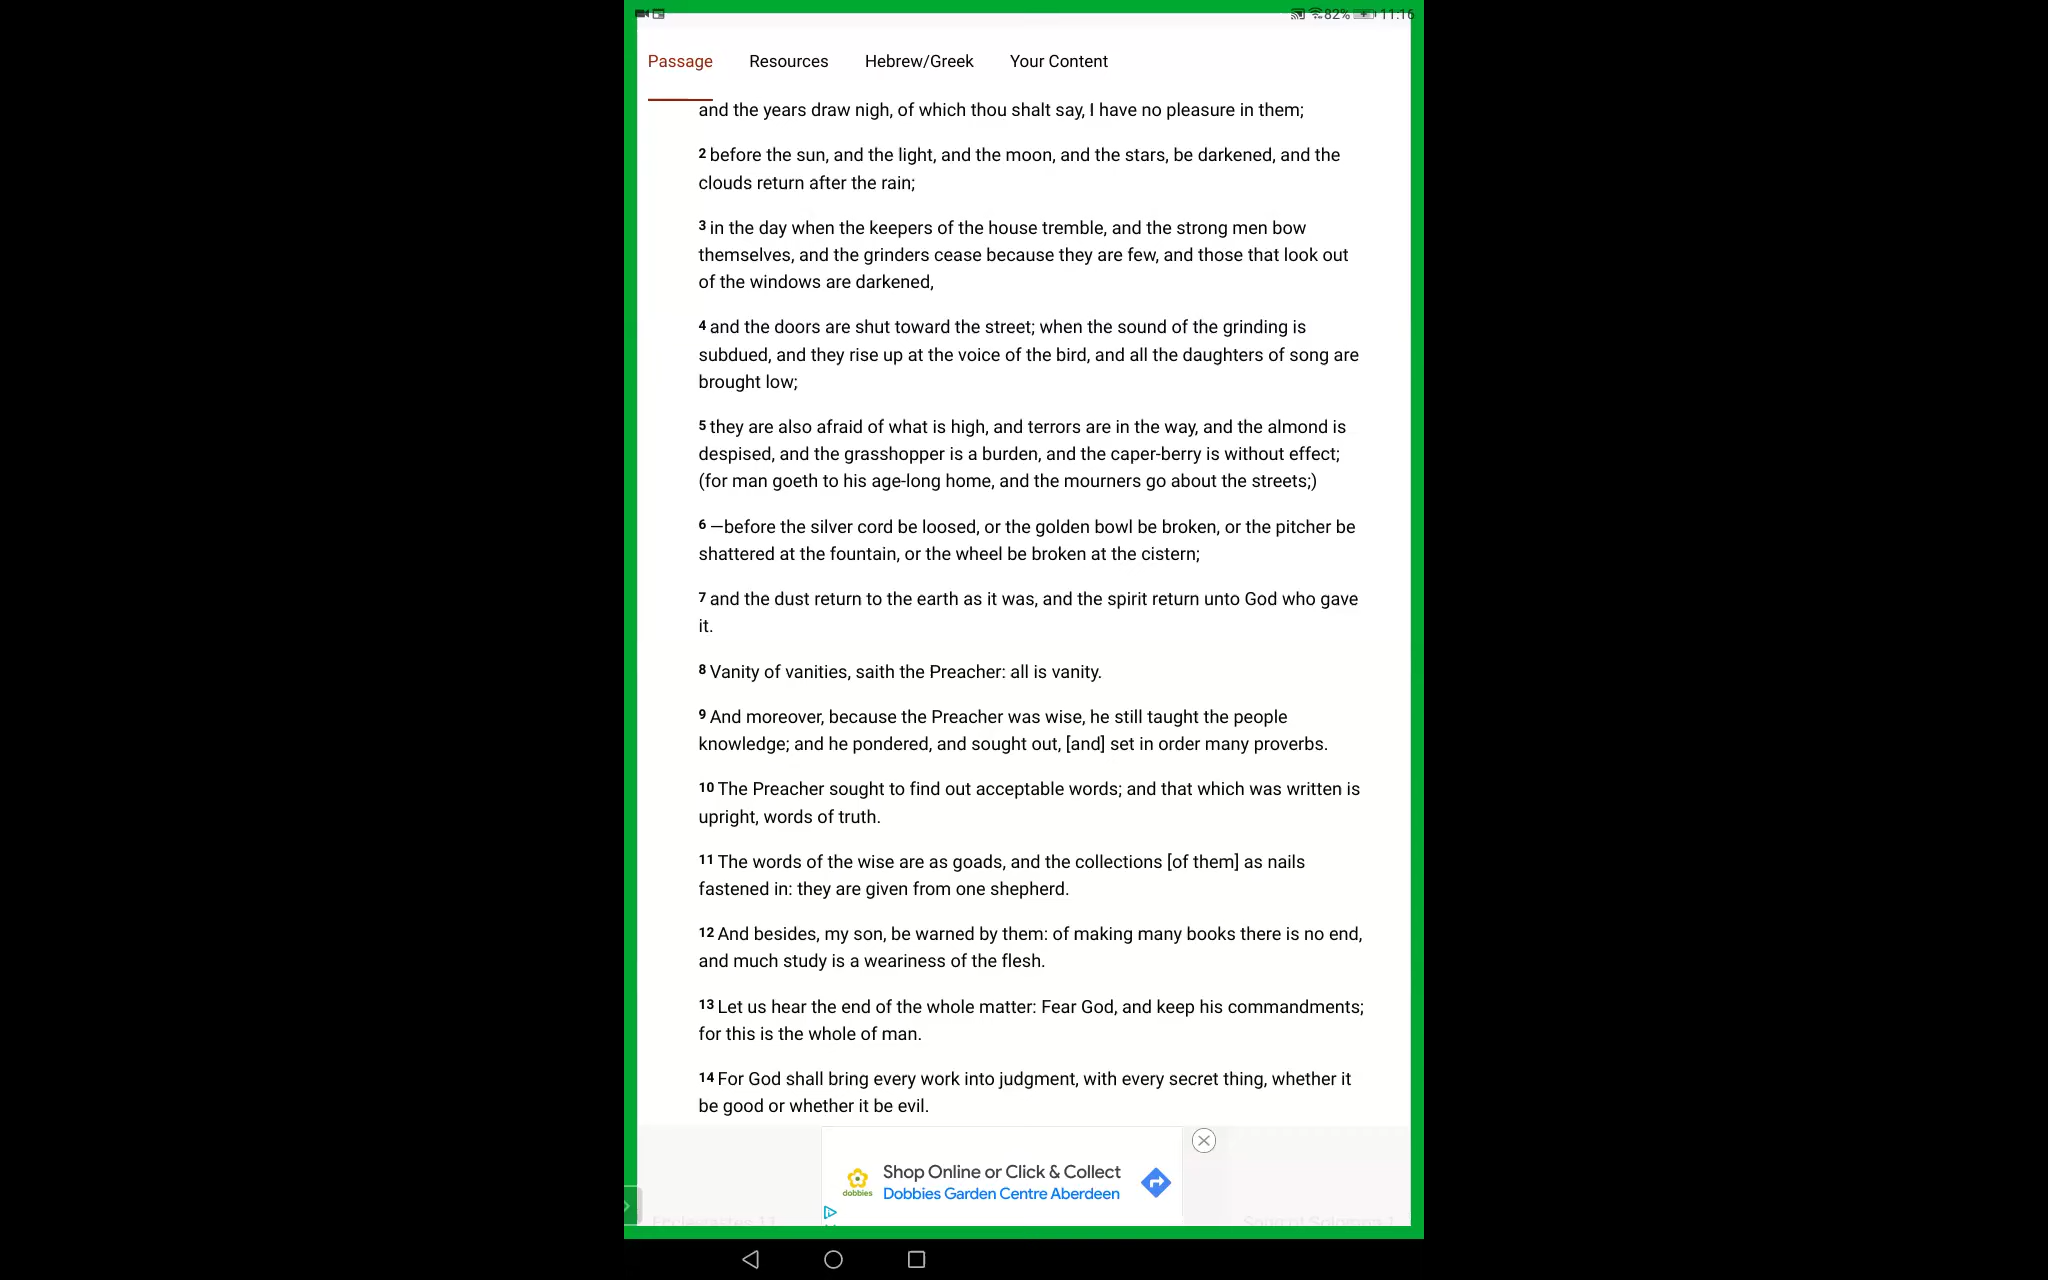 82% 11:16
Passage Resources Hebrew/Greek Your Content
and the years draw nigh, of which thou shalt say, I have no pleasure in them;
2 before the sun, and the light, and the moon, and the stars, be darkened, and the
clouds return after the rain;
3 in the day when the keepers of the house tremble, and the strong men bow
themselves, and the grinders cease because they are few, and those that look out
of the windows are darkened,
4 and the doors are shut toward the street; when the sound of the grinding is
subdued, and they rise up at the voice of the bird, and all the daughters of song are
brought low;
5 they are also afraid of what is high, and terrors are in the way, and the almond is
despised, and the grasshopper is a burden, and the caper-berry is without effect;
(for man goeth to his age-long home, and the mourners go about the streets;)
6 —before the silver cord be loosed, or the golden bowl be broken, or the pitcher be
shattered at the fountain, or the wheel be broken at the cistern;
7 and the dust return to the earth as it was, and the spirit return unto God who gave
it.
8 Vanity of vanities, saith the Preacher: all is vanity.
9 And moreover, because the Preacher was wise, he still taught the people
knowledge; and he pondered, and sought out, [and] set in order many proverbs.
10 The Preacher sought to find out acceptable words; and that which was written is
upright, words of truth.
11 The words of the wise are as goads, and the collections [of them] as nails
fastened in: they are given from one shepherd.
12 And besides, my son, be warned by them: of making many books there is no end,
and much study is a weariness of the flesh.
13 Let us hear the end of the whole matter: Fear God, and keep his commandments;
for this is the whole of man.
14 For God shall bring every work into judgment, with every secret thing, whether it
be good or whether it be evil.
Shop Online or Click & Collect
dobbies Dobbies Garden Centre Aberdeen